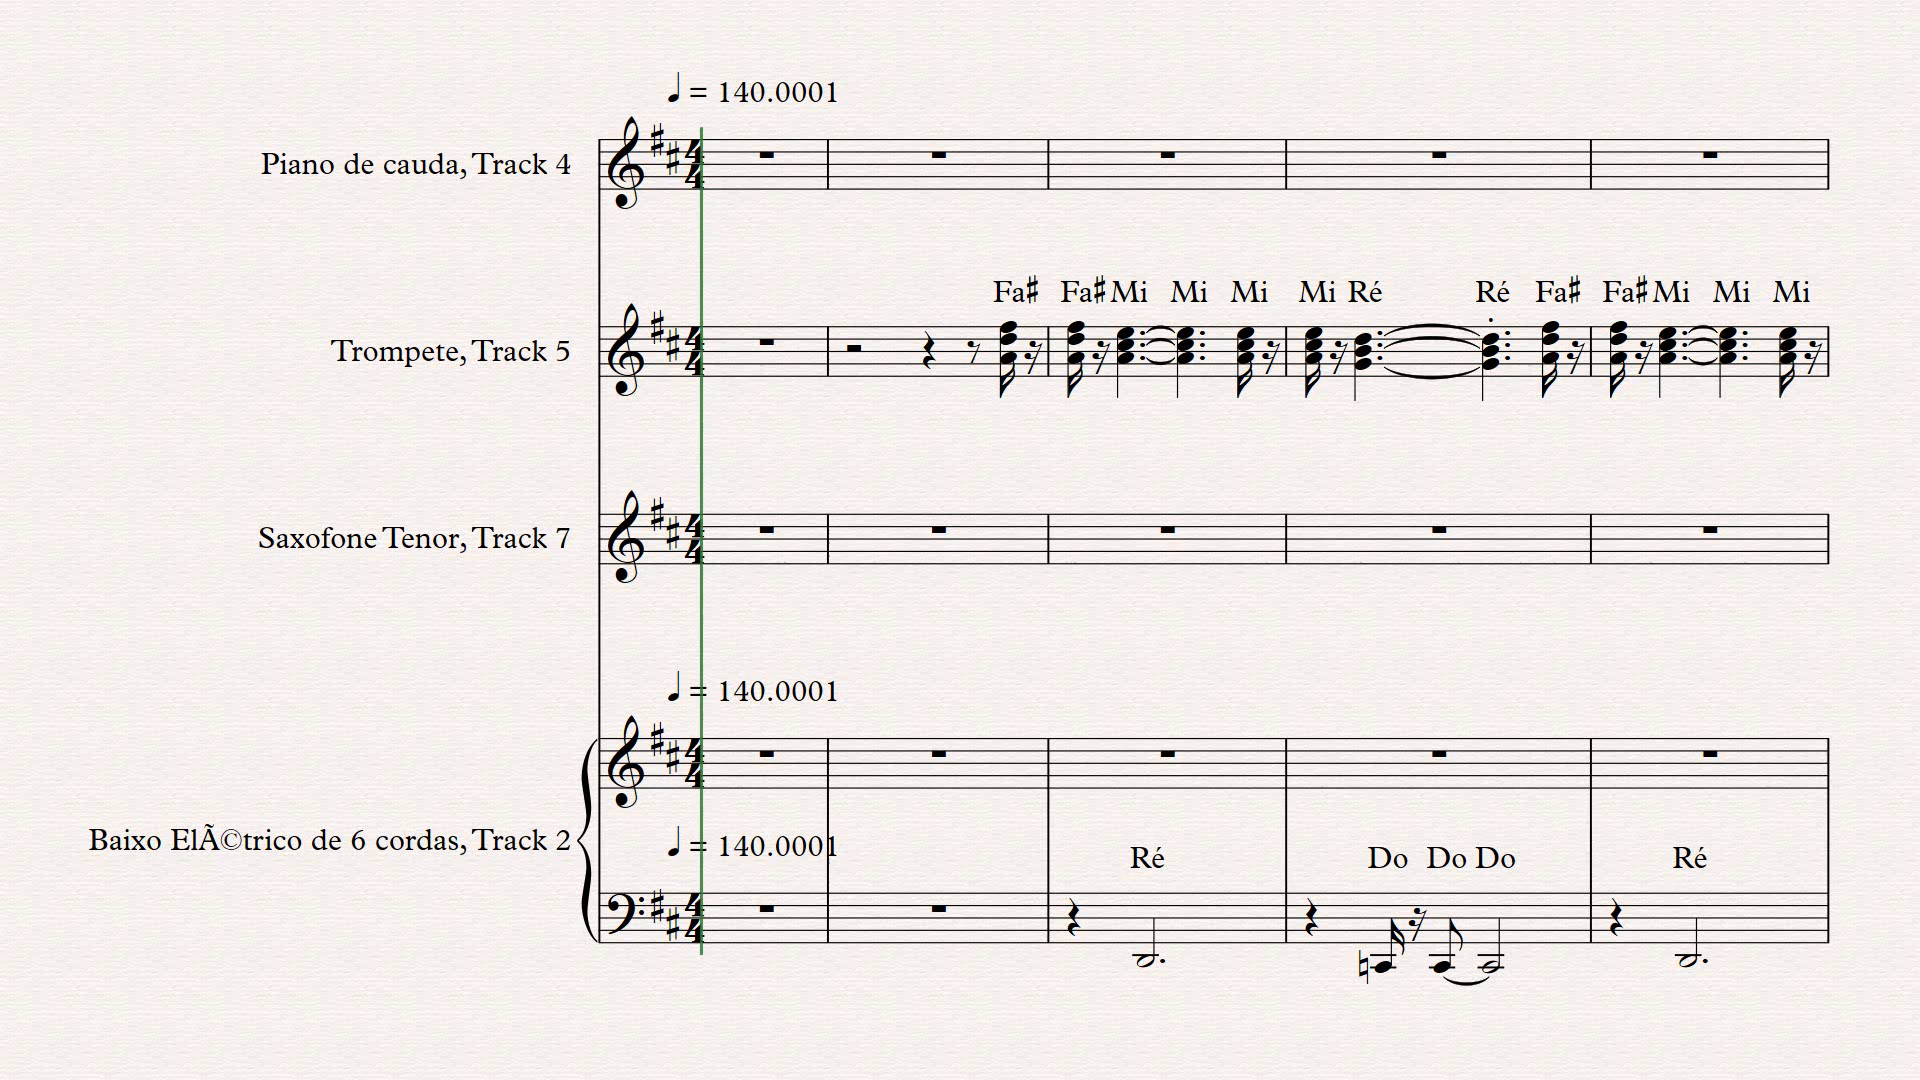 ♩ = 140.0001
Piano de cauda, Track 4
Fa♯ Fa♯ Mi Mi Mi Mi Ré Ré Fa♯ Fa♯ Mi Mi Mi
Trompete, Track 5
Saxofone Tenor, Track 7
♩ = 140.0001
Baixo ElÃ©trico de 6 cordas, Track 2
♩ = 140.0001
Ré Do Do Do Ré